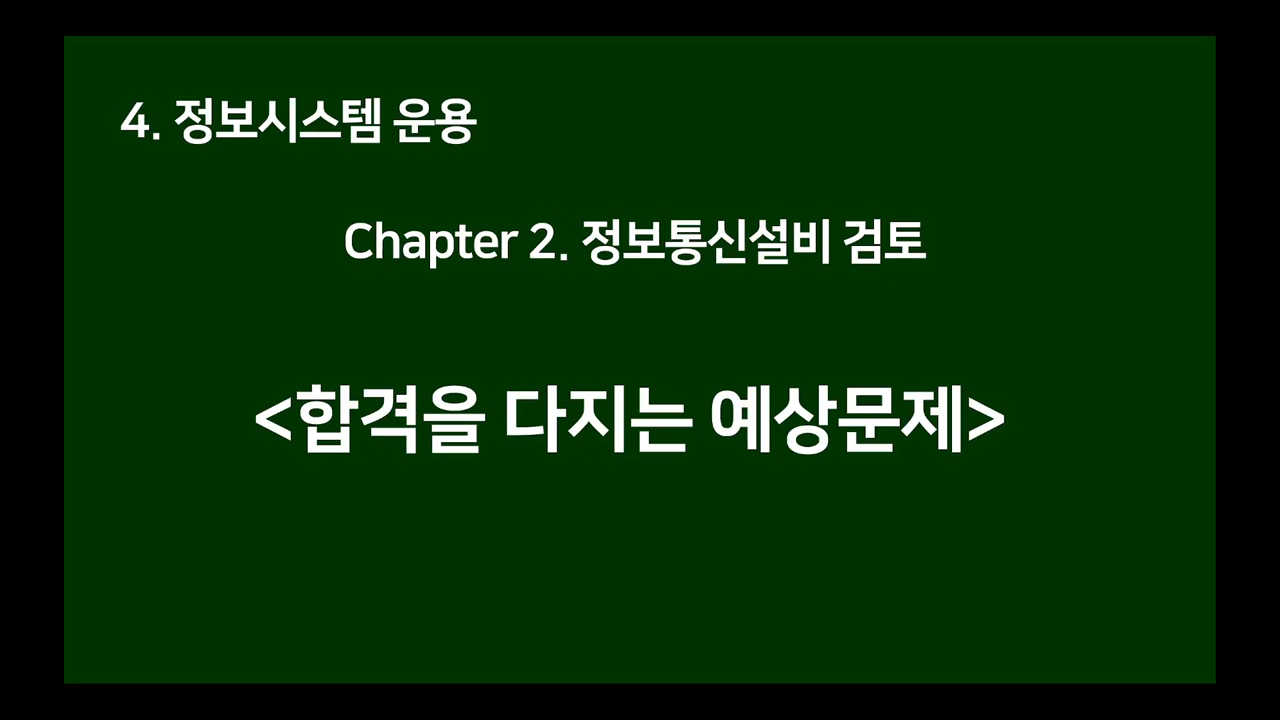 4. 정보시스템 운용
Chapter 2. 정보통신설비 검토
<합격을 다지는 예상문제>